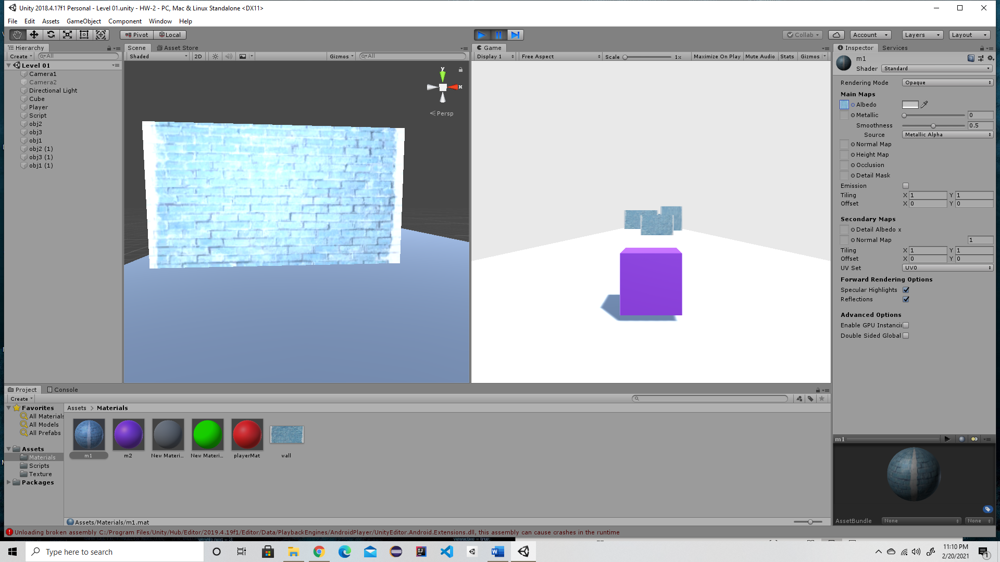 Unity 2018.4.17f1 Personal - Level 01.unity - HW-2 - PC, Mac & Linux Standalone <DX11>
File Edit Assets GameObject Component Window Help
Pivot Local Collab Account Layers Layout
Hierarchy
Create All
Level 01
Camera1
Camera2
Directional Light
Cube
Player
Script
obj2
obj3
obj1
obj2 (1)
obj3 (1)
obj1 (1)
Scene Asset Store
Shaded 2D Gizmos All
y
x
Persp
Game
Display 1 Free Aspect Scale 1x Maximize On Play Mute Audio Stats Gizmos
Inspector Services
m1
Shader Standard
Rendering Mode Opaque
Main Maps
Albedo
Metallic 0
Smoothness 0.5
Source Metallic Alpha
Normal Map
Height Map
Occlusion
Detail Mask
Emission
Tiling X 1 Y 1
Offset X 0 Y 0
Secondary Maps
Detail Albedo x
Normal Map 1
Tiling X 1 Y 1
Offset X 0 Y 0
UV Set UV0
Forward Rendering Options
Specular Highlights
Reflections
Advanced Options
Enable GPU Instanci
Double Sided Global
m1
AssetBundle None None
Project Console
Create
Favorites
All Materials
All Models
All Prefabs
Assets
Materials
Scripts
Texture
Packages
Assets > Materials
m1 m2 New Materi... New Materi... playerMat wall
Assets/Materials/m1.mat
Unloading broken assembly C:/Program Files/Unity/Hub/Editor/2019.4.19f1/Editor/Data/PlaybackEngines/AndroidPlayer/UnityEditor.Android.Extensions.dll, this assembly can cause crashes in the runtime
Type here to search
11:10 PM
2/20/2021
1